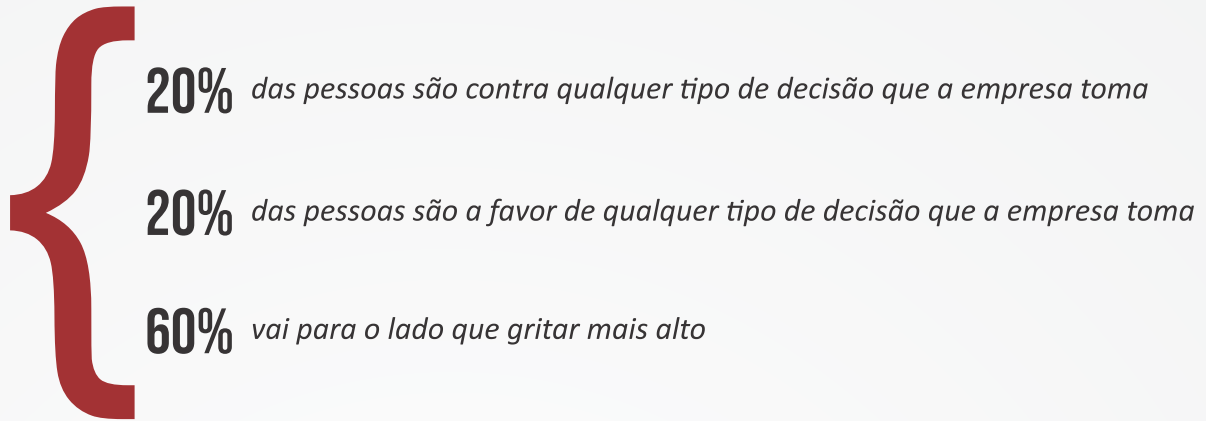 20% das pessoas são contra qualquer tipo de decisão que a empresa toma
20% das pessoas são a favor de qualquer tipo de decisão que a empresa toma
60% vai para o lado que gritar mais alto